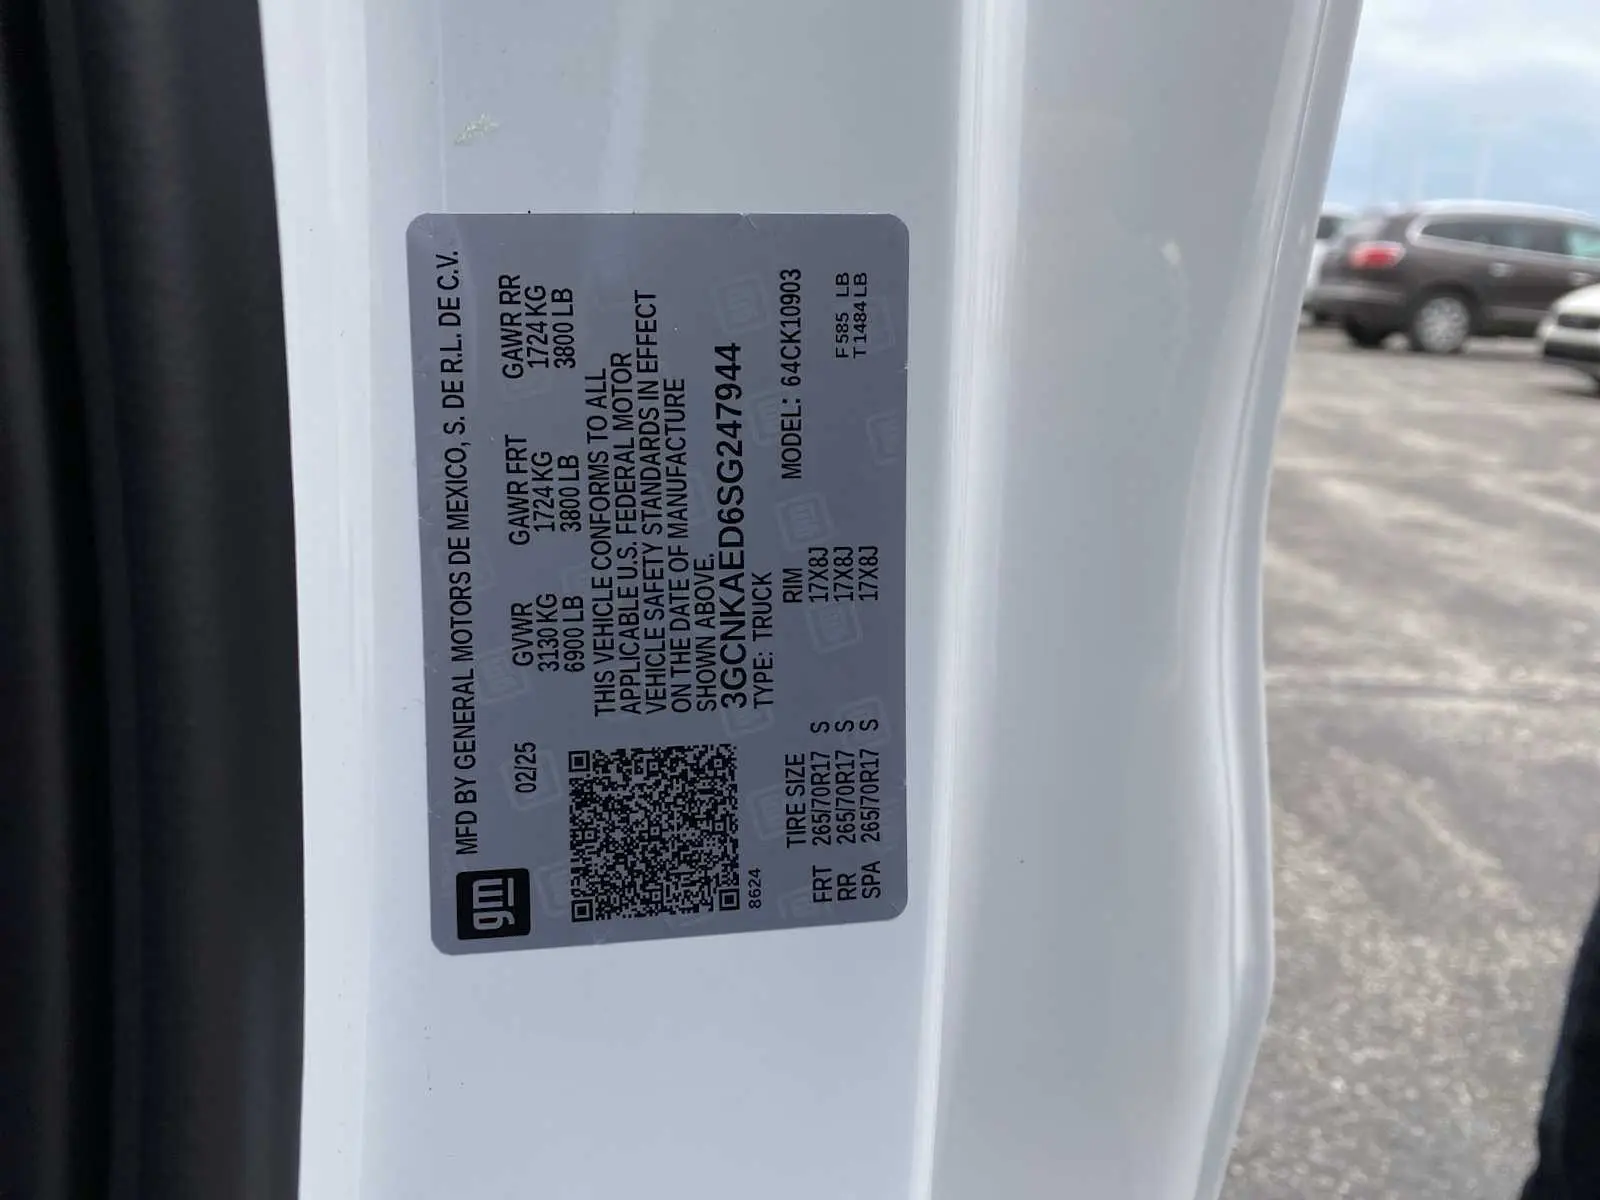 gm
MFD BY GENERAL MOTORS DE MEXICO, S. DE R.L. DE C.V.
02/25
GVWR GAWR FRT GAWR RR
3130 KG 1724 KG 1724 KG
6900 LB 3800 LB 3800 LB
THIS VEHICLE CONFORMS TO ALL
APPLICABLE U.S. FEDERAL MOTOR
VEHICLE SAFETY STANDARDS IN EFFECT
ON THE DATE OF MANUFACTURE
SHOWN ABOVE.
3GCNKAED6SG247944
8624 TYPE: TRUCK
TIRE SIZE RIM MODEL: 64CK10903
FRT 265/70R17 S 17X8J
RR 265/70R17 S 17X8J F585 LB
SPA 265/70R17 S 17X8J T1484LB